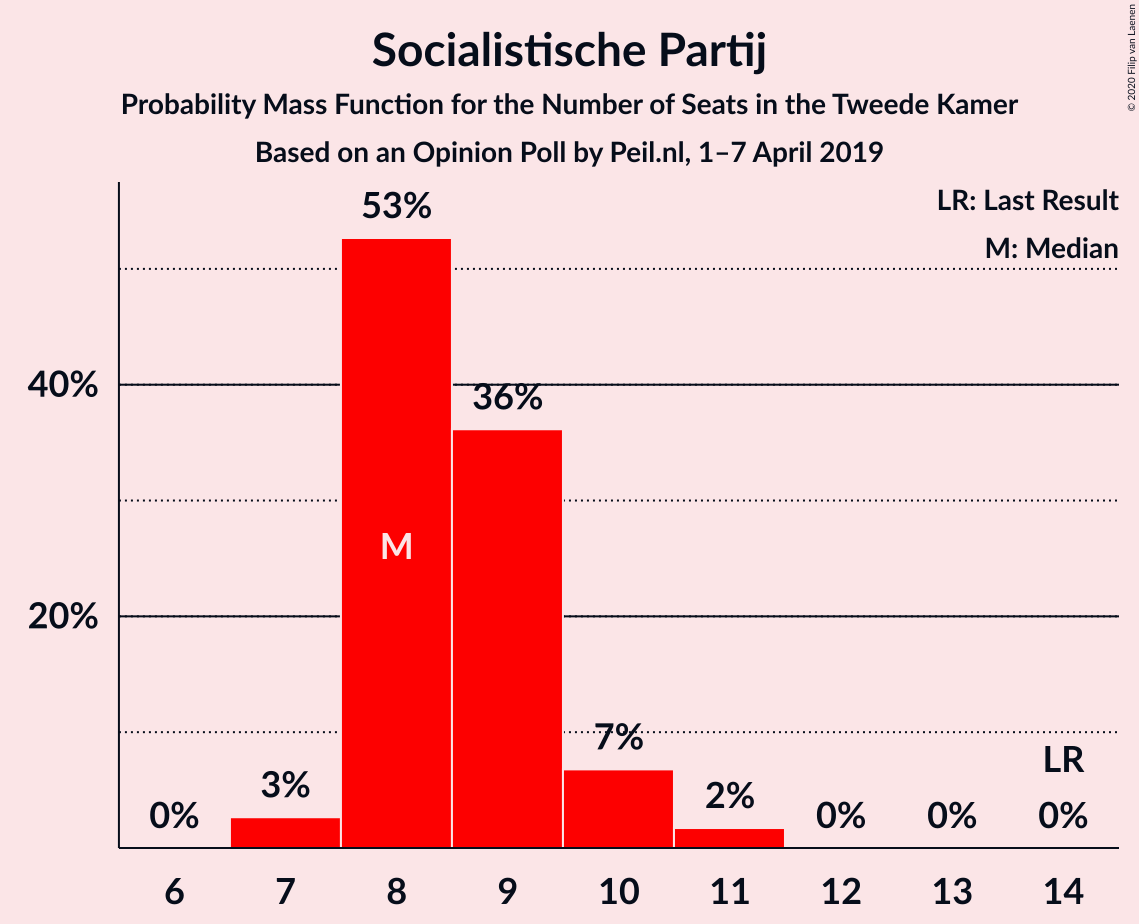 Socialistische Partij
Probability Mass Function for the Number of Seats in the Tweede Kamer
Based on an Opinion Poll by Peil.nl, 1–7 April 2019
© 2020 Filip van Laenen
LR: Last Result
M: Median
40%
20%
0%
3%
53%
M
36%
7%
2%
0%
0%
LR
0%
6 7 8 9 10 11 12 13 14